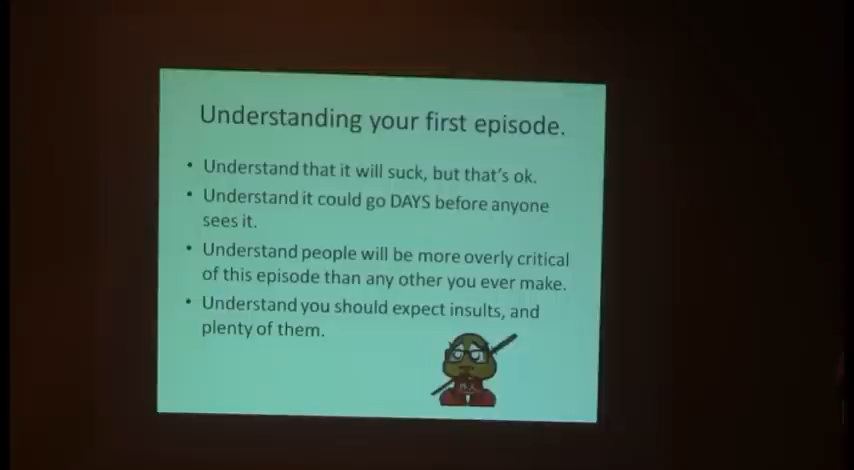 Understanding your first episode.
• Understand that it will suck, but that's ok.
• Understand it could go DAYS before anyone
sees it.
• Understand people will be more overly critical
of this episode than any other you ever make.
• Understand you should expect insults, and
plenty of them.